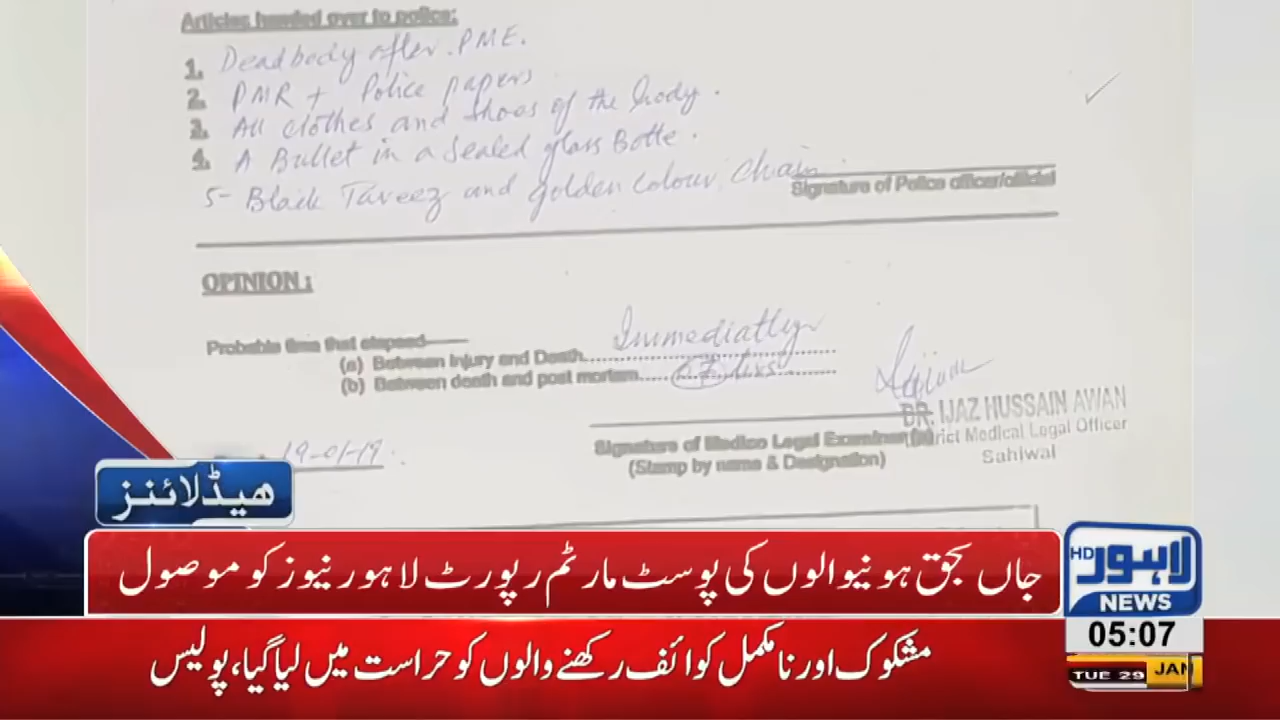 Articles handed over to police:
1. Deadbody after PME.
2. PMR + Police papers
3. All clothes and shoes of the body.
4. A Bullet in a Sealed glass Botte.
5- Black Taveez and golden colour Chain.
Signature of Police officer/official
OPINION :
Probable time that elapsed
(a) Between Injury and Death Immediatly
(b) Between death and post mortem hrs
DR. IJAZ HUSSAIN AWAN
District Medical Legal Officer
Sahiwal
Signature of Medico Legal Examiner
(Stamp by name & Designation)
19-01-19
ھیڈلائنز
جاں بحق ہونیوالوں کی پوسٹ مارٹم رپورٹ لاہور نیوز کو موصول
HD لاہور
NEWS
05:07
TUE 29 JAN
مشکوک اور نامکمل کوائف رکھنے والوں کو حراست میں لیا گیا، پولیس